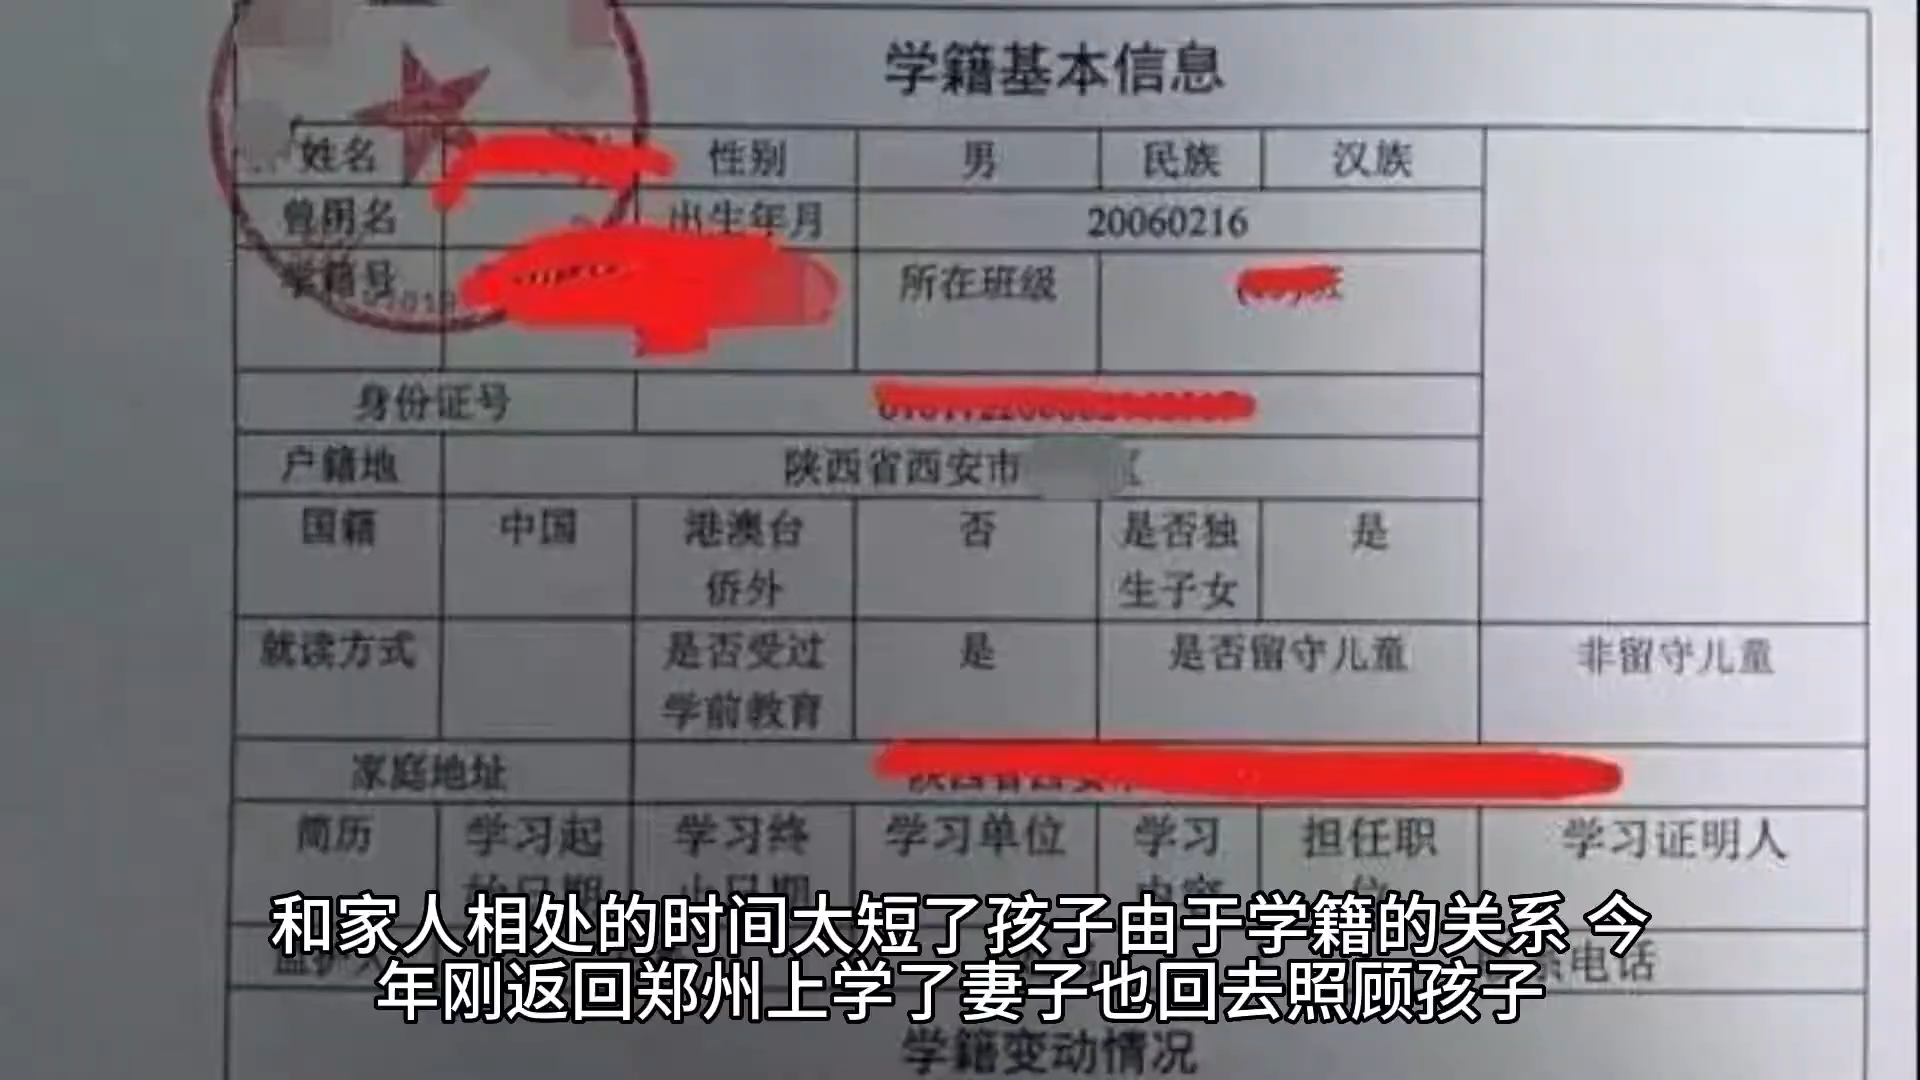 学籍基本信息
姓名 性别 男 民族 汉族
曾用名 出生年月 20060216
学籍号 所在班级
身份证号
户籍地 陕西省西安市
国籍 中国 港澳台侨外 否 是否独生子女 是
就读方式 是否受过学前教育 是 是否留守儿童 非留守儿童
家庭地址
简历 学习起 学习终 学习单位 学习 担任职 学习证明人
和家人相处的时间太短了孩子由于学籍的关系 今
年刚返回郑州上学了妻子也回去照顾孩子
电话
学籍变动情况